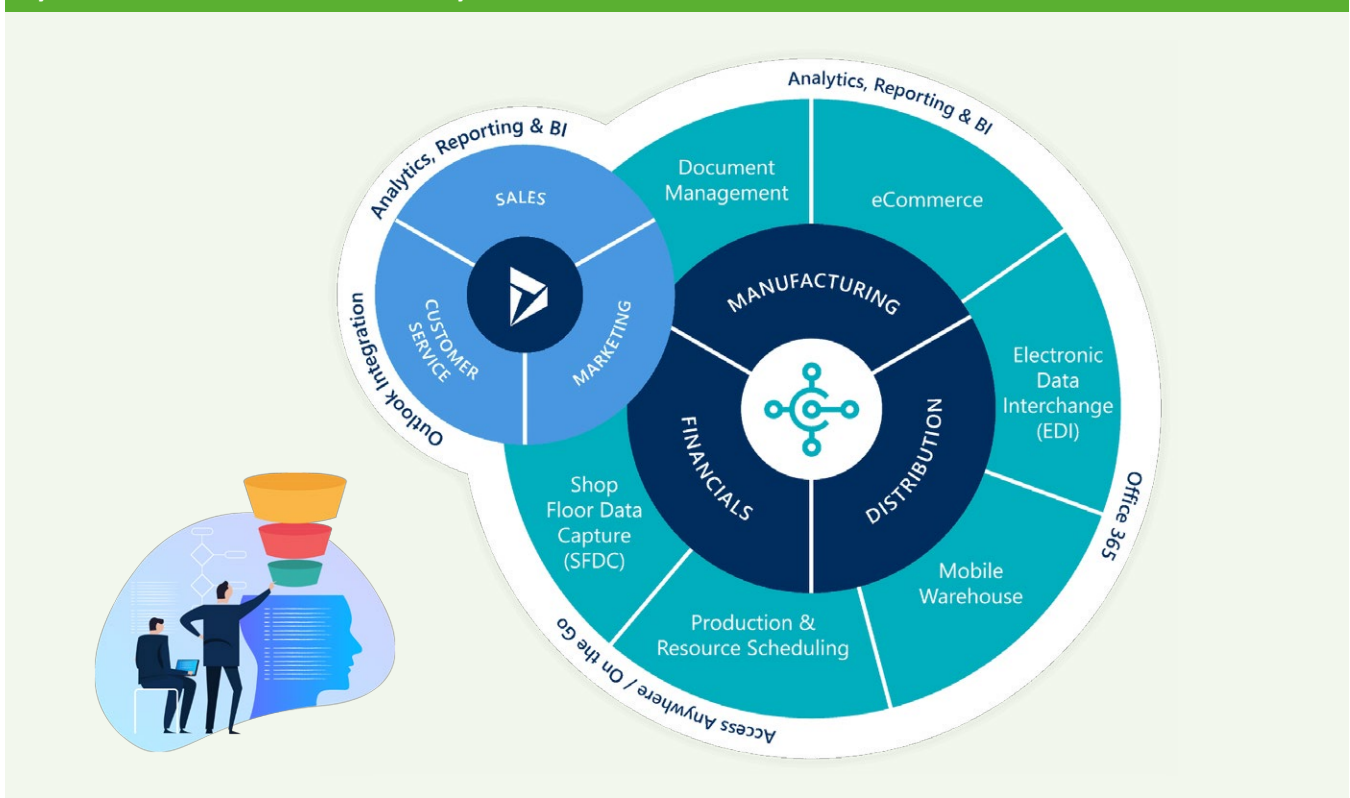 Analytics, Reporting & BI
SALES
CUSTOMER
SERVICE
MARKETING
Outlook Integration
Analytics, Reporting & BI
Document
Management
eCommerce
Electronic
Data
Interchange
(EDI)
Mobile
Warehouse
Production &
Resource Scheduling
Shop
Floor Data
Capture
(SFDC)
MANUFACTURING
DISTRIBUTION
FINANCIALS
Office 365
Access Anywhere / On the Go